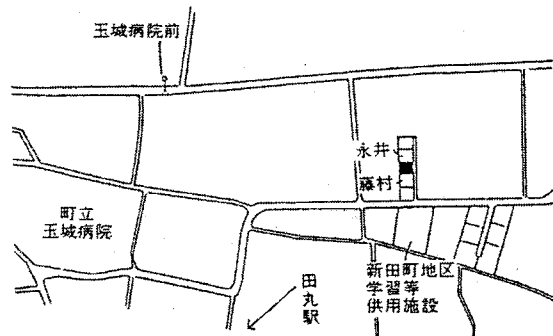 玉城病院前
永井
藤村
町立
玉城病院
新田町地区
学習等
供用施設
田丸駅